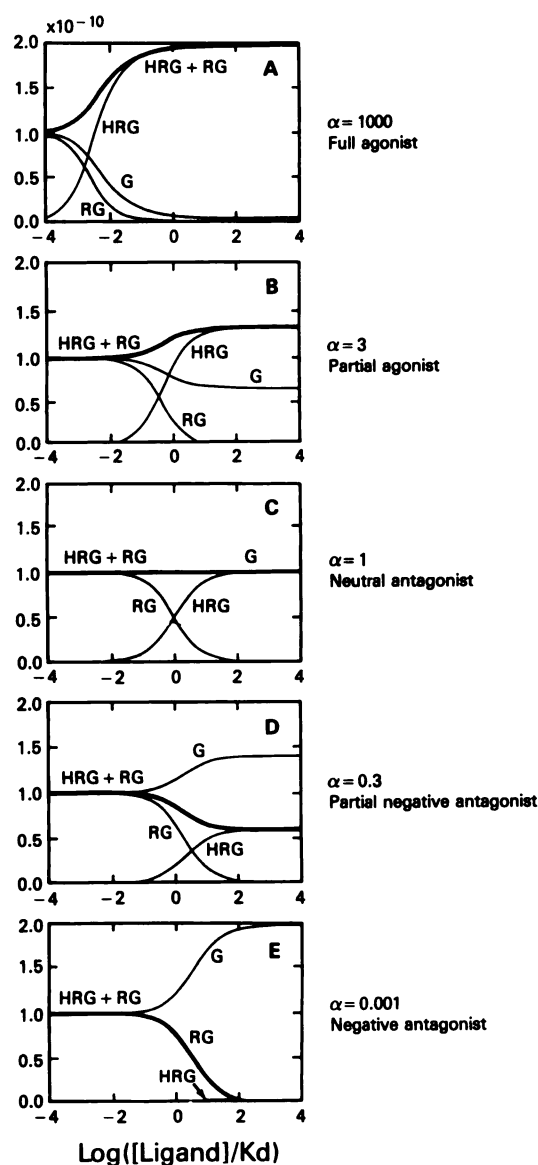 x10⁻¹⁰
2.0
A
HRG + RG
1.5
α = 1000
Full agonist
HRG
1.0
G
0.5
RG
0.0
−4 −2 0 2 4
2.0
B
1.5
HRG + RG
HRG
α = 3
Partial agonist
1.0
G
0.5
RG
0.0
−4 −2 0 2 4
2.0
C
1.5
HRG + RG G
α = 1
Neutral antagonist
1.0
RG HRG
0.5
0.0
−4 −2 0 2 4
2.0
D
G
1.5
HRG + RG
α = 0.3
Partial negative antagonist
1.0
RG HRG
0.5
0.0
−4 −2 0 2 4
2.0
E
G
1.5
HRG + RG
α = 0.001
Negative antagonist
1.0
RG
0.5
HRG
0.0
−4 −2 0 2 4
Log([Ligand]/Kd)